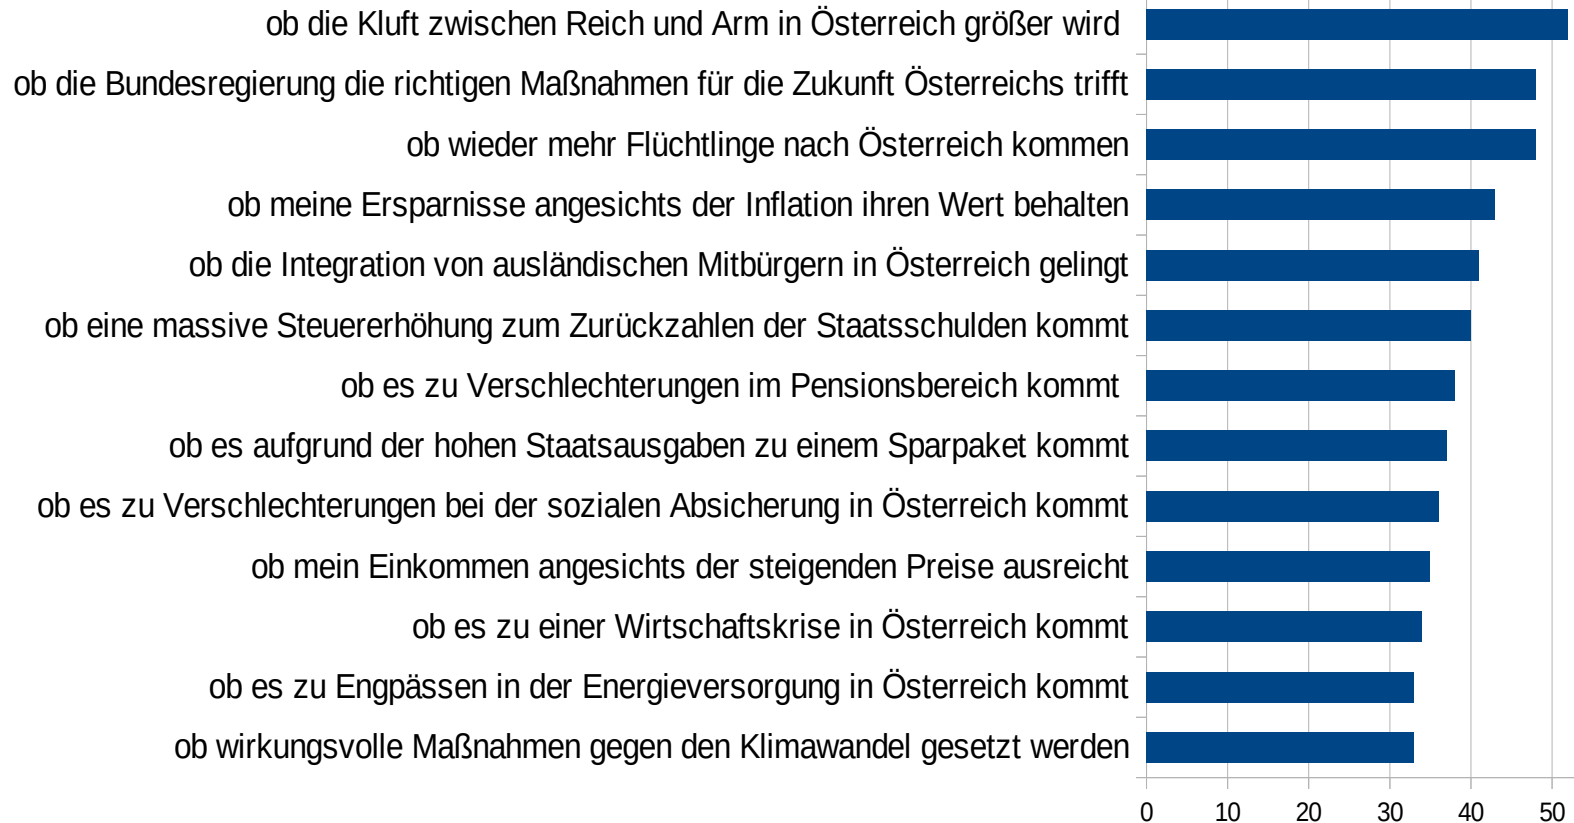 ob die Kluft zwischen Reich und Arm in Österreich größer wird
ob die Bundesregierung die richtigen Maßnahmen für die Zukunft Österreichs trifft
ob wieder mehr Flüchtlinge nach Österreich kommen
ob meine Ersparnisse angesichts der Inflation ihren Wert behalten
ob die Integration von ausländischen Mitbürgern in Österreich gelingt
ob eine massive Steuererhöhung zum Zurückzahlen der Staatsschulden kommt
ob es zu Verschlechterungen im Pensionsbereich kommt
ob es aufgrund der hohen Staatsausgaben zu einem Sparpaket kommt
ob es zu Verschlechterungen bei der sozialen Absicherung in Österreich kommt
ob mein Einkommen angesichts der steigenden Preise ausreicht
ob es zu einer Wirtschaftskrise in Österreich kommt
ob es zu Engpässen in der Energieversorgung in Österreich kommt
ob wirkungsvolle Maßnahmen gegen den Klimawandel gesetzt werden
0 10 20 30 40 50